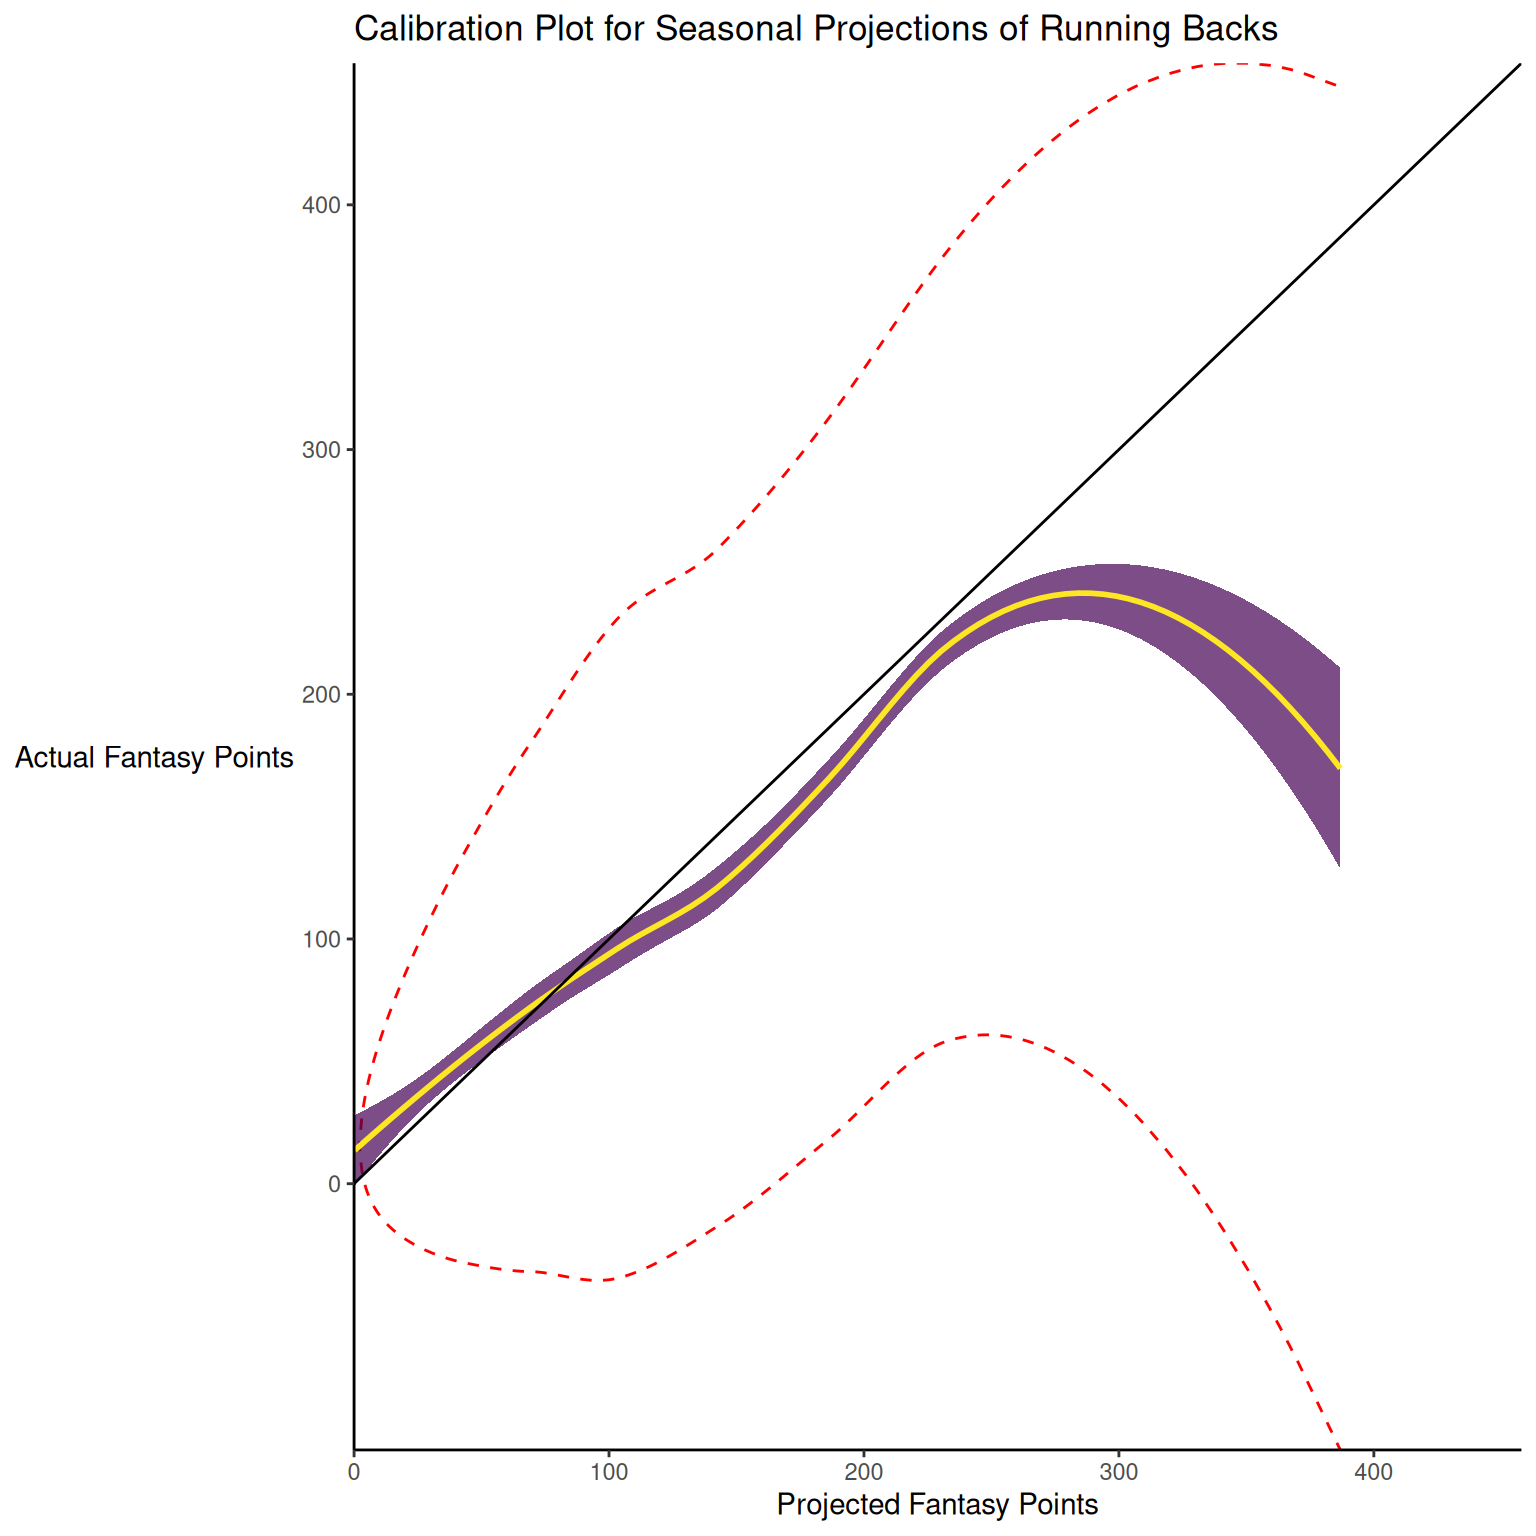 Calibration Plot for Seasonal Projections of Running Backs
400
300
200
Actual Fantasy Points
100
0
0 100 200 300 400
Projected Fantasy Points